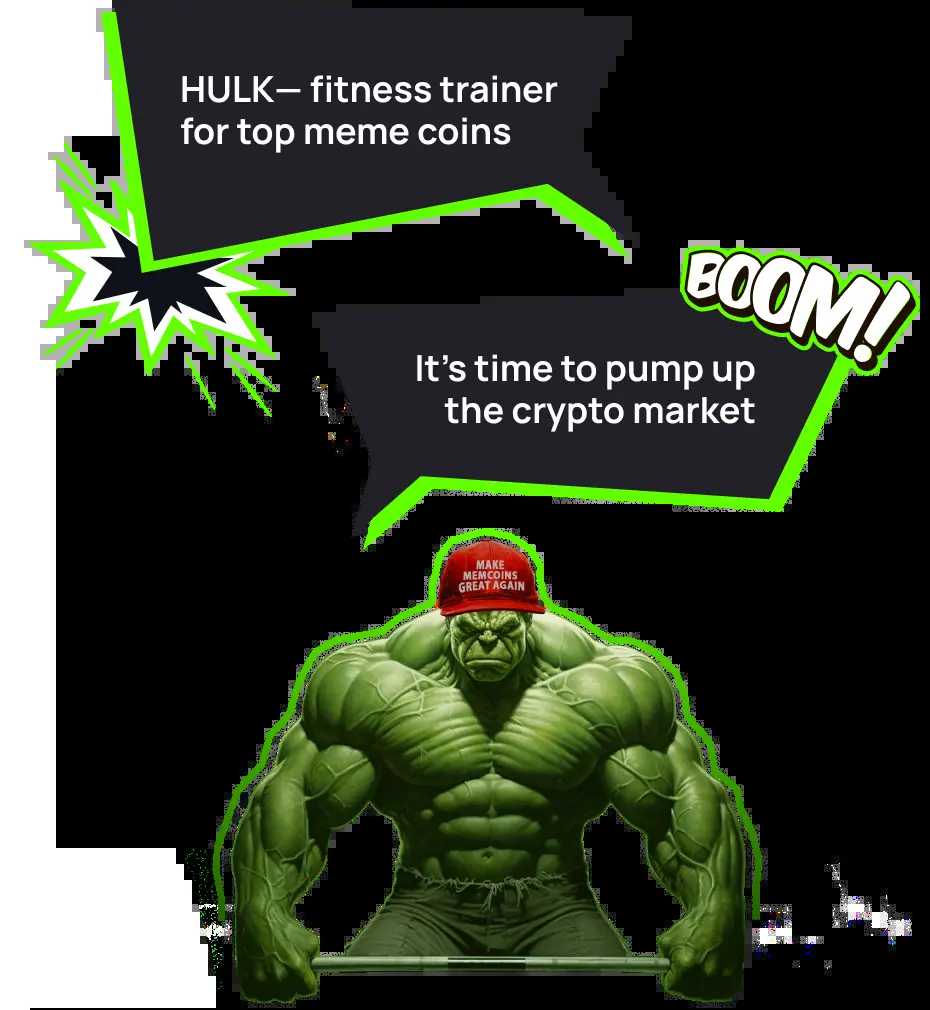 HULK— fitness trainer
for top meme coins
BOOM!
It's time to pump up
the crypto market
MAKE
MEMCOINS
GREAT AGAIN